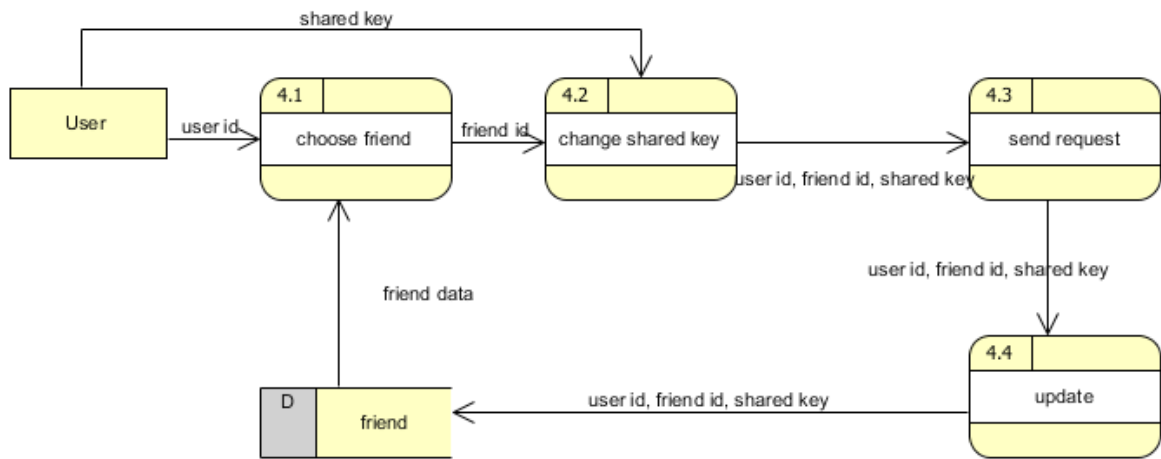 shared key
User
user id
4.1
choose friend
friend id
4.2
change shared key
user id, friend id, shared key
4.3
send request
user id, friend id, shared key
4.4
update
user id, friend id, shared key
D
friend
friend data